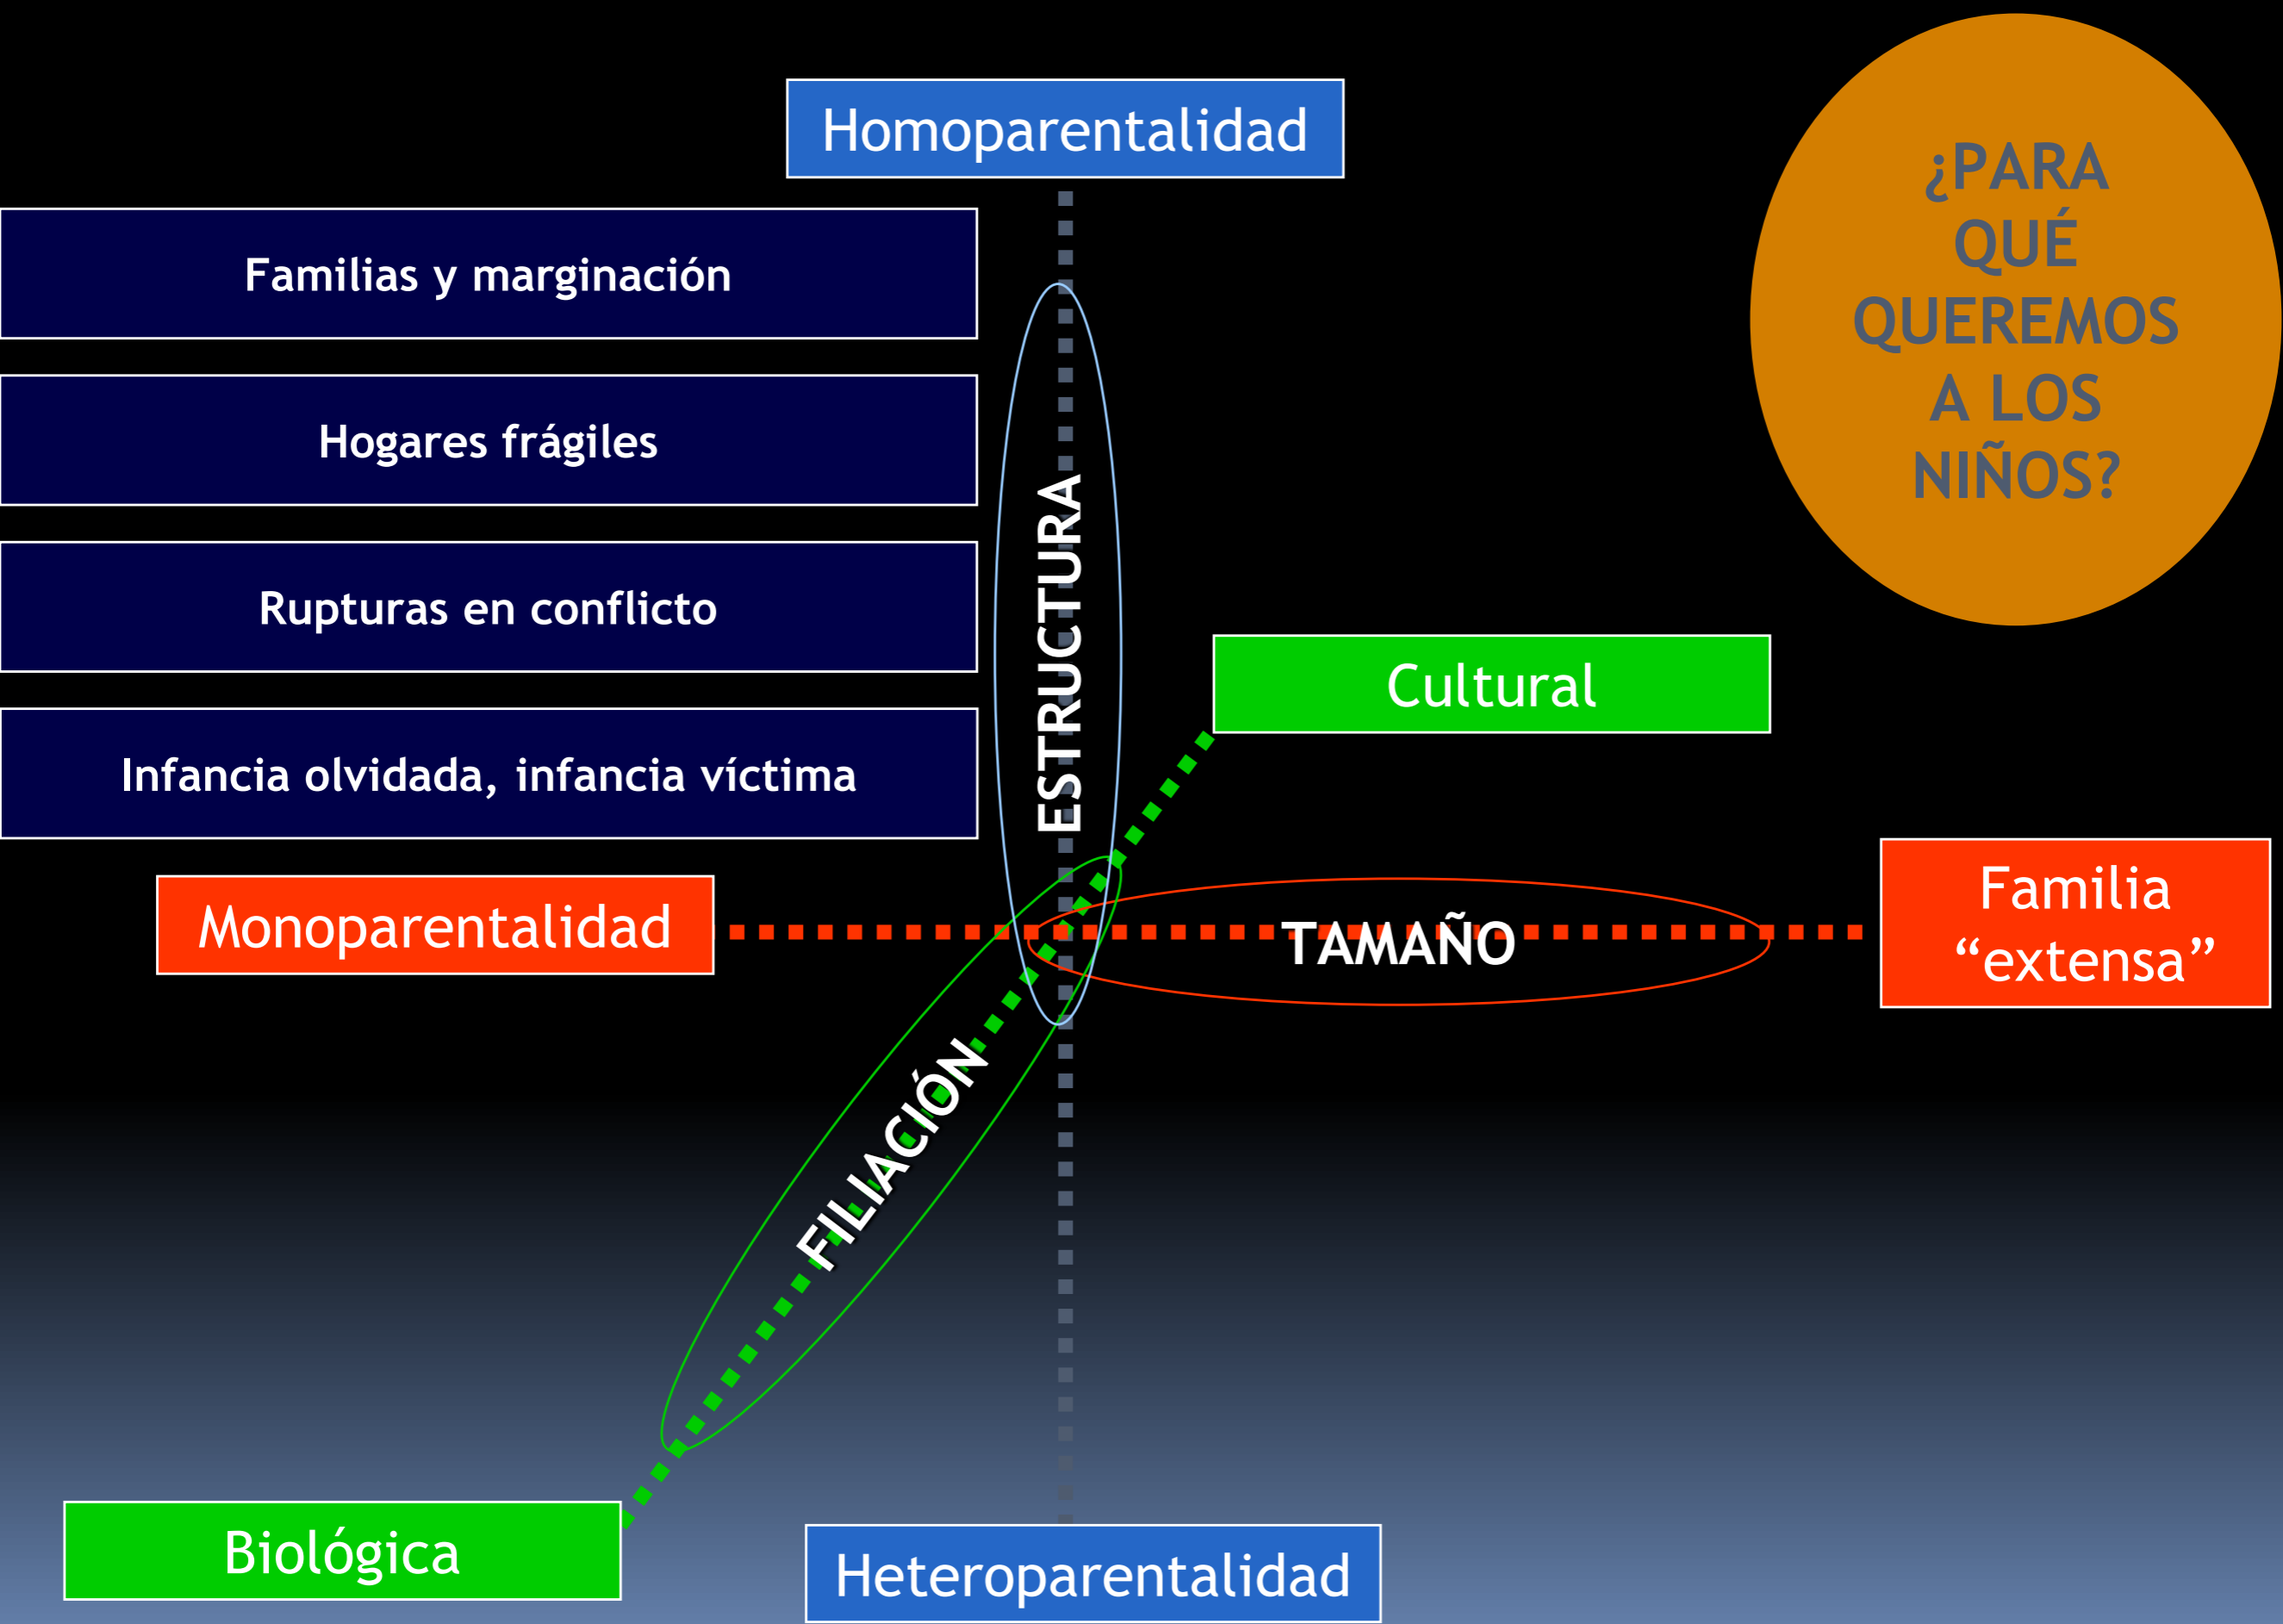 Homoparentalidad
¿PARA
QUÉ
QUEREMOS
A LOS
NIÑOS?
Familias y marginación
Hogares frágiles
Rupturas en conflicto
Infancia olvidada, infancia víctima
ESTRUCTURA
Cultural
Monoparentalidad
TAMAÑO
Familia
“extensa”
FILIACIÓN
Biológica
Heteroparentalidad